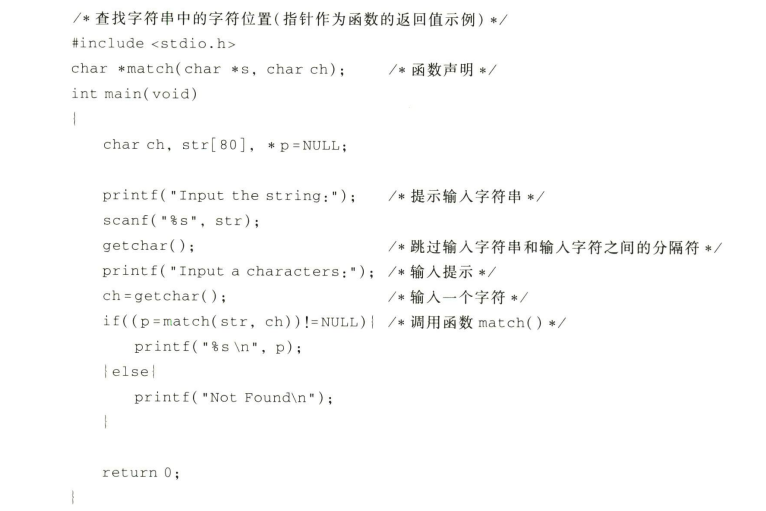 /* 查找字符串中的字符位置(指针作为函数的返回值示例) */
#include <stdio.h>
char *match(char *s, char ch); /* 函数声明 */
int main(void)
{
char ch, str[80], *p=NULL;
printf("Input the string:"); /* 提示输入字符串 */
scanf("%s", str);
getchar(); /* 跳过输入字符串和输入字符之间的分隔符 */
printf("Input a characters:"); /* 输入提示 */
ch=getchar(); /* 输入一个字符 */
if((p=match(str, ch))!=NULL){ /* 调用函数 match() */
printf("%s\n", p);
}else{
printf("Not Found\n");
}
return 0;
}